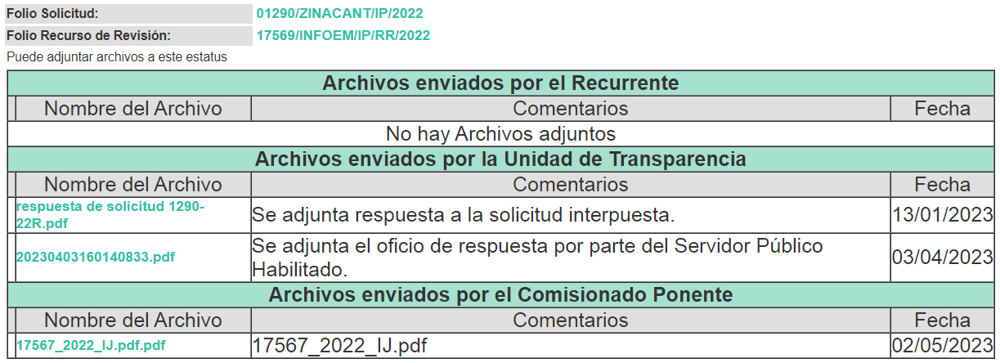 Folio Solicitud: 01290/ZINACANT/IP/2022
Folio Recurso de Revisión: 17569/INFOEM/IP/RR/2022
Puede adjuntar archivos a este estatus
Archivos enviados por el Recurrente
Nombre del Archivo Comentarios Fecha
No hay Archivos adjuntos
Archivos enviados por la Unidad de Transparencia
Nombre del Archivo Comentarios Fecha
respuesta de solicitud 1290-
22R.pdf
Se adjunta respuesta a la solicitud interpuesta. 13/01/2023
20230403160140833.pdf
Se adjunta el oficio de respuesta por parte del Servidor Público
Habilitado.
03/04/2023
Archivos enviados por el Comisionado Ponente
Nombre del Archivo Comentarios Fecha
17567_2022_IJ.pdf.pdf 17567_2022_IJ.pdf 02/05/2023